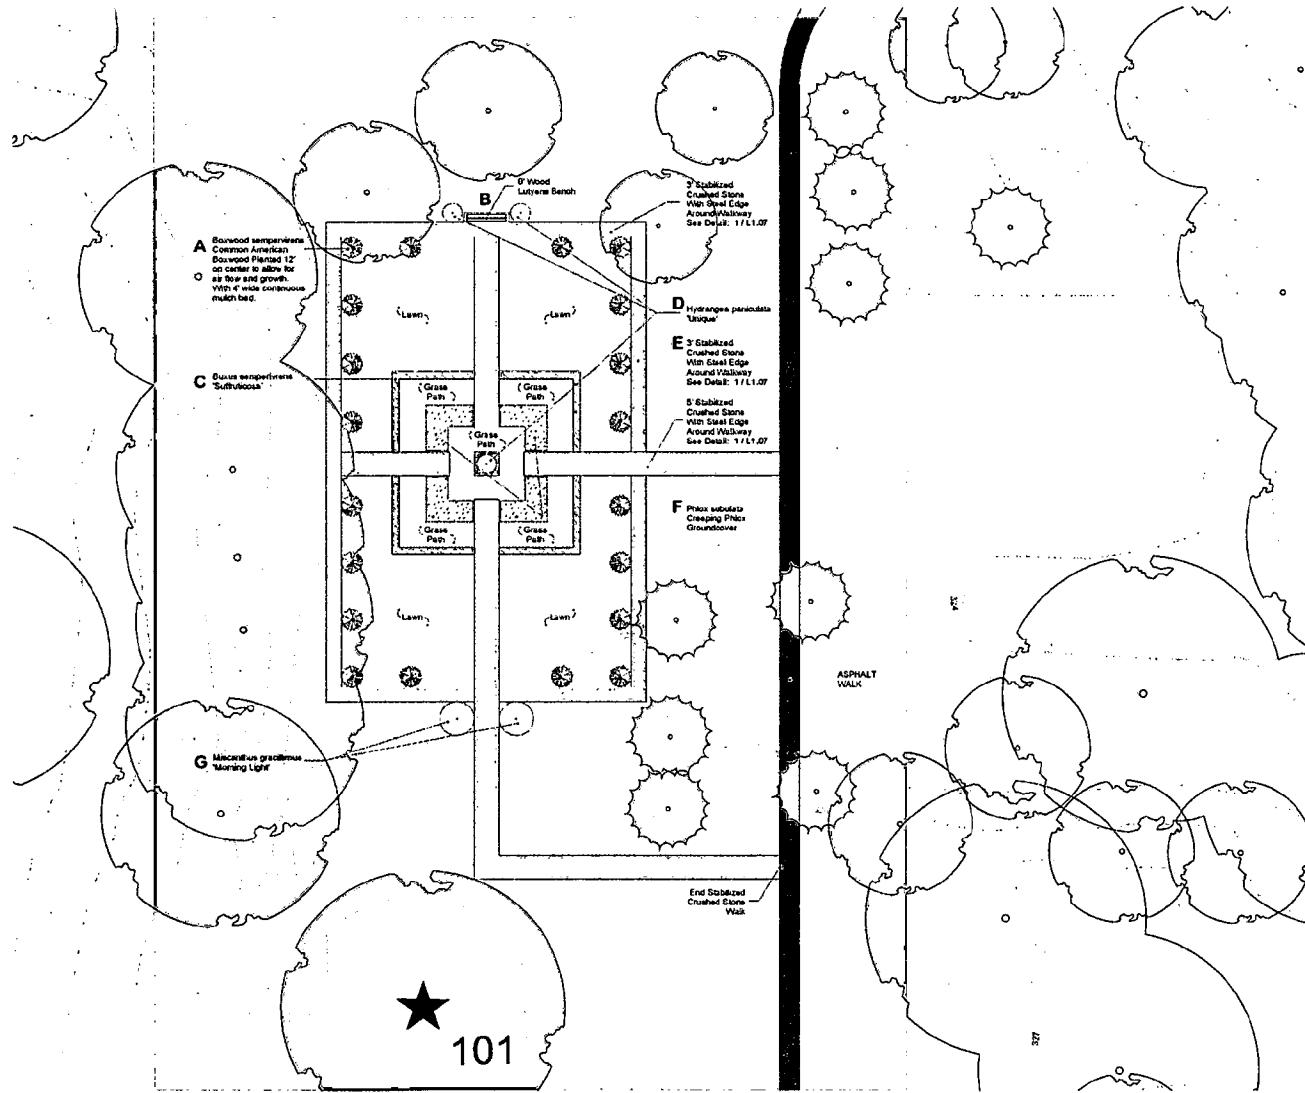 B
6' Wood
Lutyens Bench
3' Stabilized
Crushed Stone
With Steel Edge
Around Walkway
See Detail: 1 / L1.07
A
Boxwood sempervirens
Common American
Boxwood Planted 12'
on center to allow for
air flow and growth.
With 4' wide continuous
mulch bed.
Lawn
Lawn
D
Hydrangea paniculata
'Unique'
E
3' Stabilized
Crushed Stone
With Steel Edge
Around Walkway
See Detail: 1 / L1.07
C
Buxus sempervirens
'Suffruticosa'
Grass
Path
Grass
Path
5' Stabilized
Crushed Stone
With Steel Edge
Around Walkway
See Detail: 1 / L1.07
Grass
Path
F
Phlox subulata
Creeping Phlox
Groundcover
Grass
Path
Grass
Path
Lawn
Lawn
324
ASPHALT
WALK
G
Miscanthus gracillimus
'Morning Light'
End Stabilized
Crushed Stone
Walk
101
327